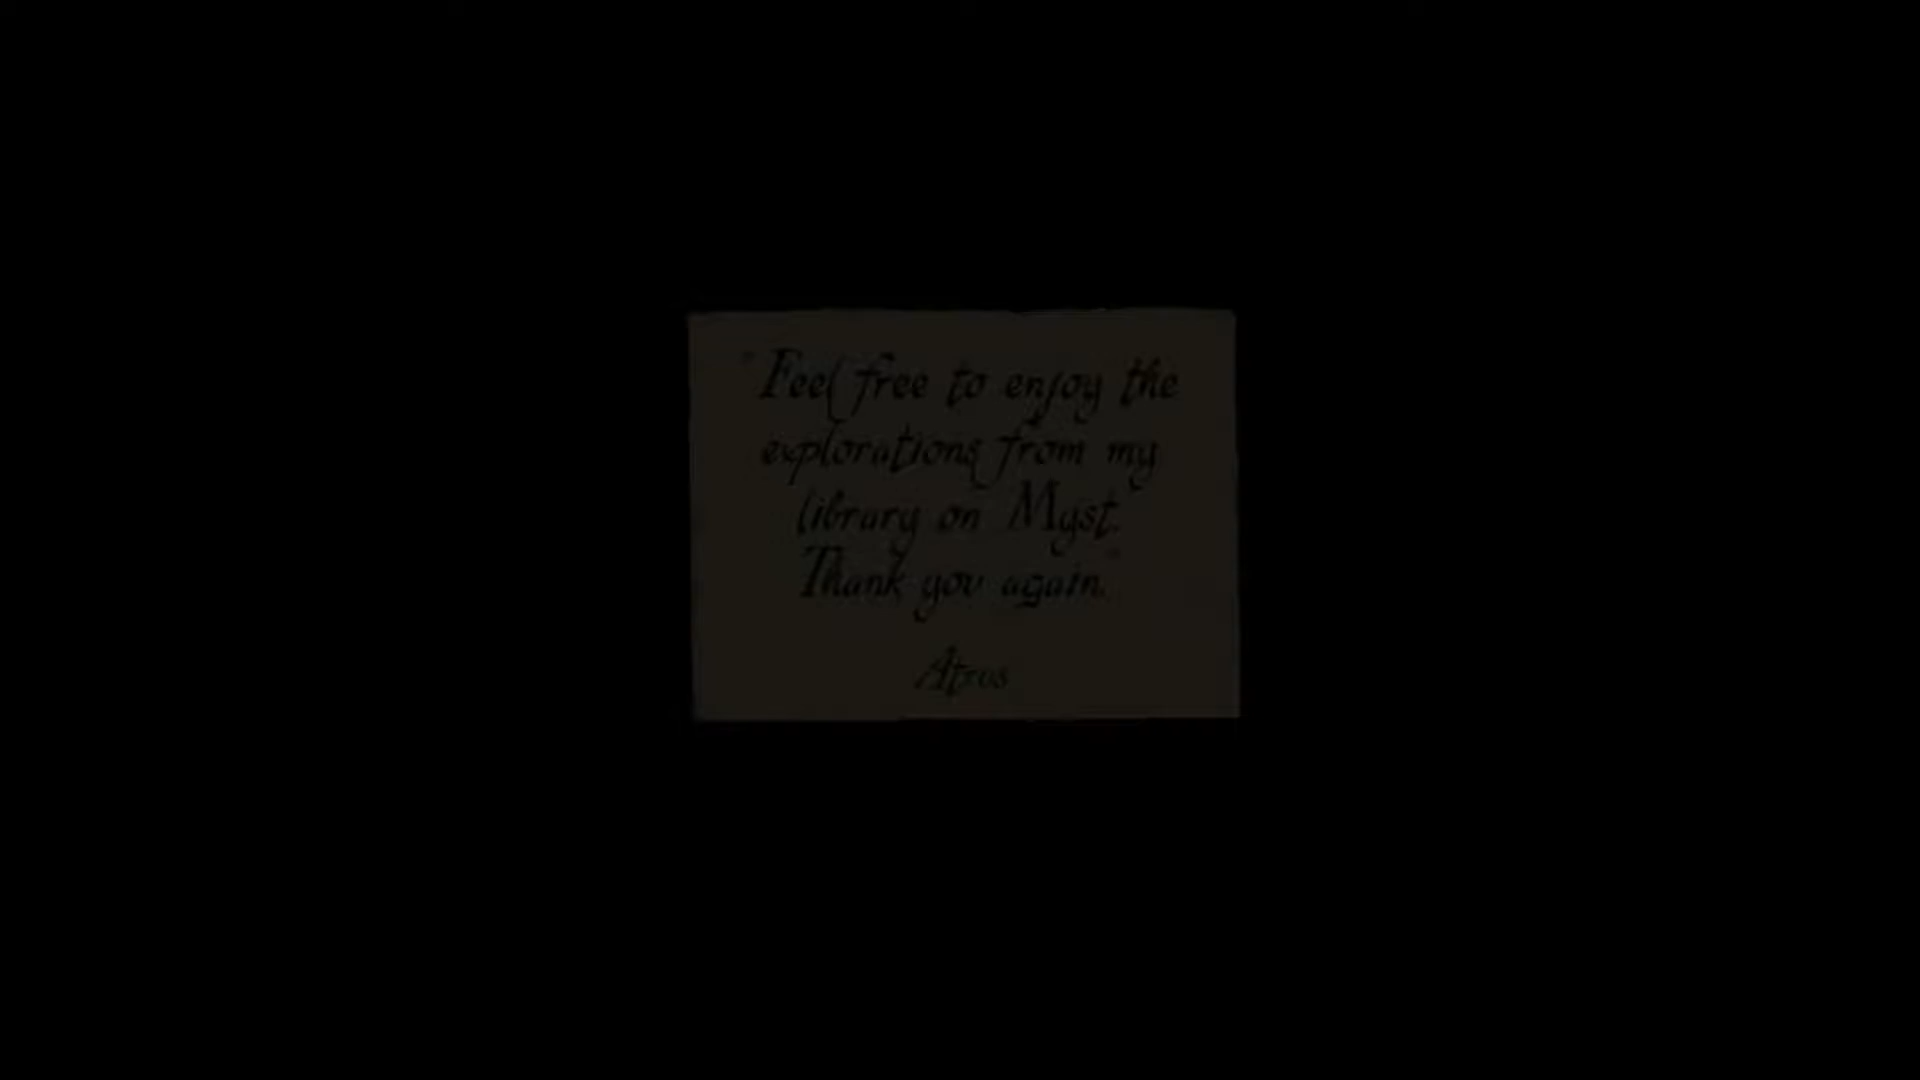 "Feel free to enjoy the
explorations from my
library on Myst.
Thank you again."
Atrus